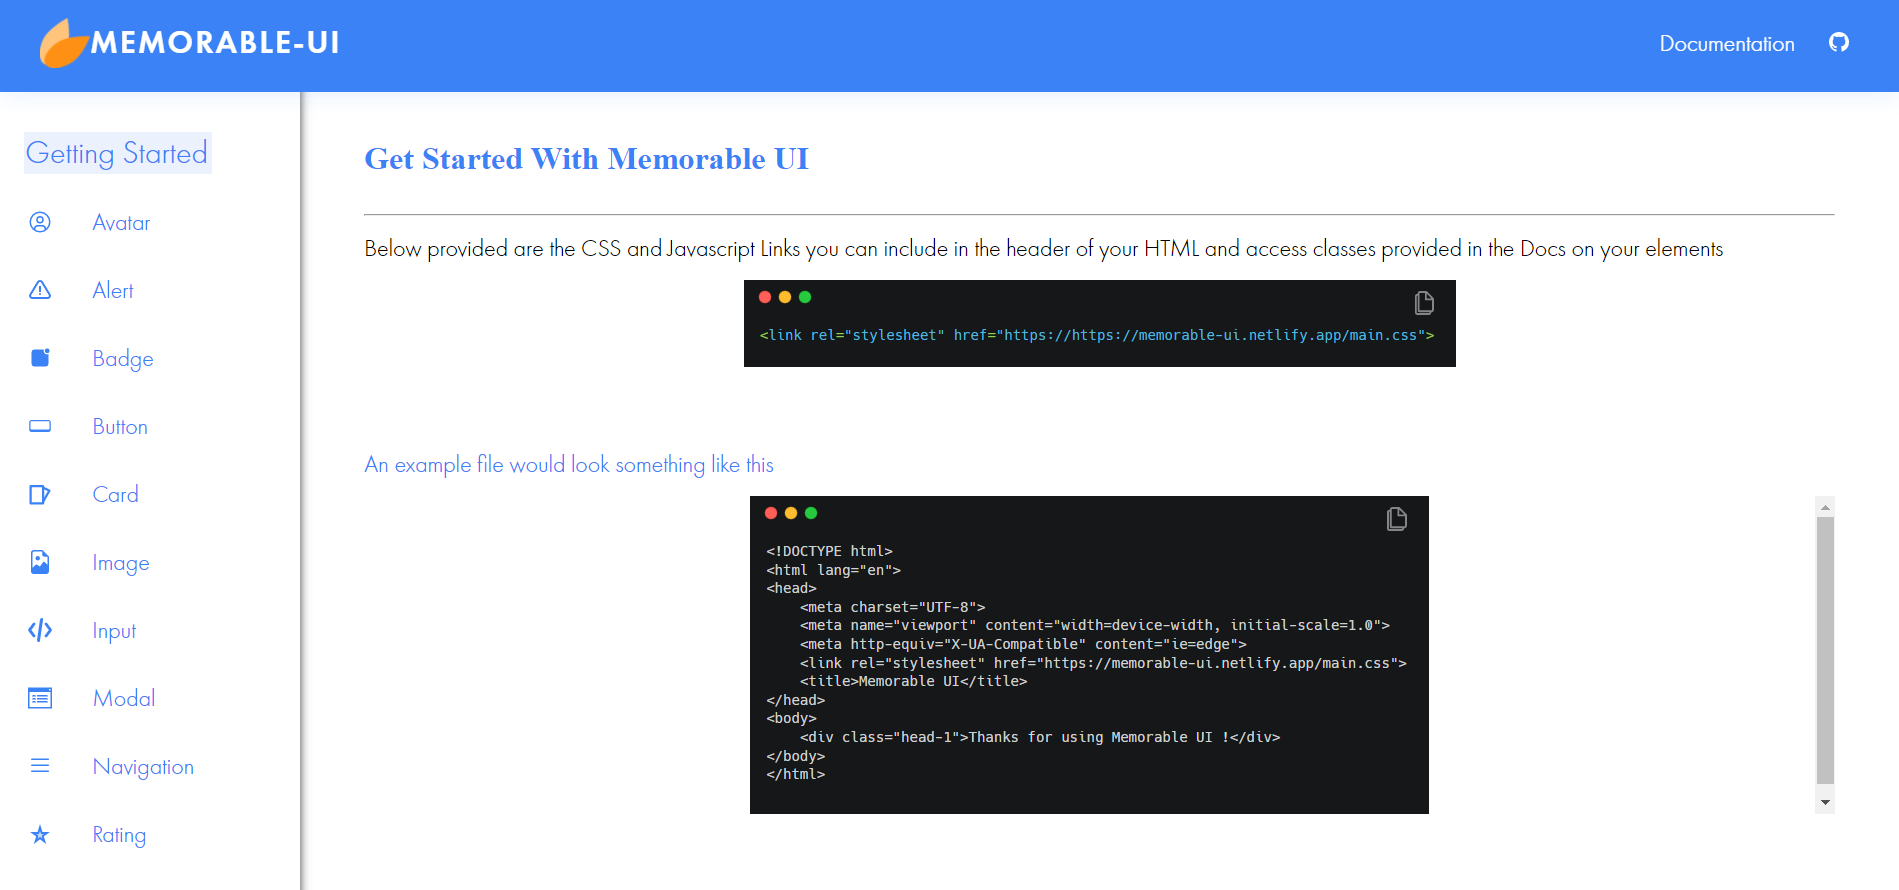 MEMORABLE-UI
Documentation
Getting Started
Avatar
Alert
Badge
Button
Card
Image
Input
Modal
Navigation
Rating
Get Started With Memorable UI
Below provided are the CSS and Javascript Links you can include in the header of your HTML and access classes provided in the Docs on your elements
<link rel="stylesheet" href="https://https://memorable-ui.netlify.app/main.css">
An example file would look something like this
<!DOCTYPE html>
<html lang="en">
<head>
    <meta charset="UTF-8">
    <meta name="viewport" content="width=device-width, initial-scale=1.0">
    <meta http-equiv="X-UA-Compatible" content="ie=edge">
    <link rel="stylesheet" href="https://memorable-ui.netlify.app/main.css">
    <title>Memorable UI</title>
</head>
<body>
    <div class="head-1">Thanks for using Memorable UI !</div>
</body>
</html>